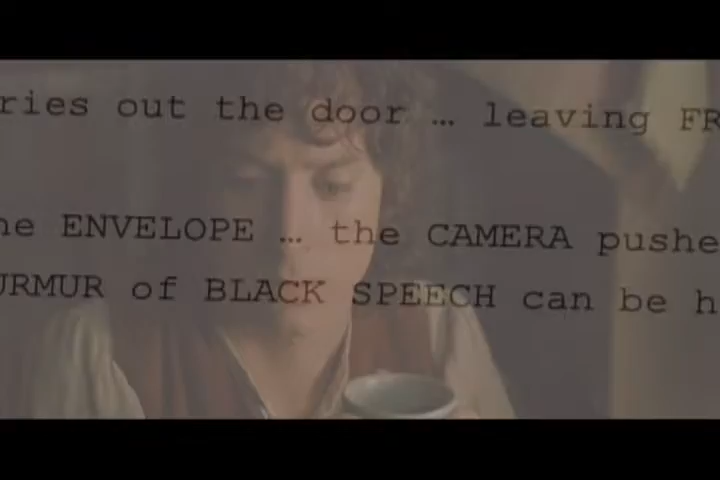 ries out the door … leaving FR
he ENVELOPE … the CAMERA pushe
URMUR of BLACK SPEECH can be h